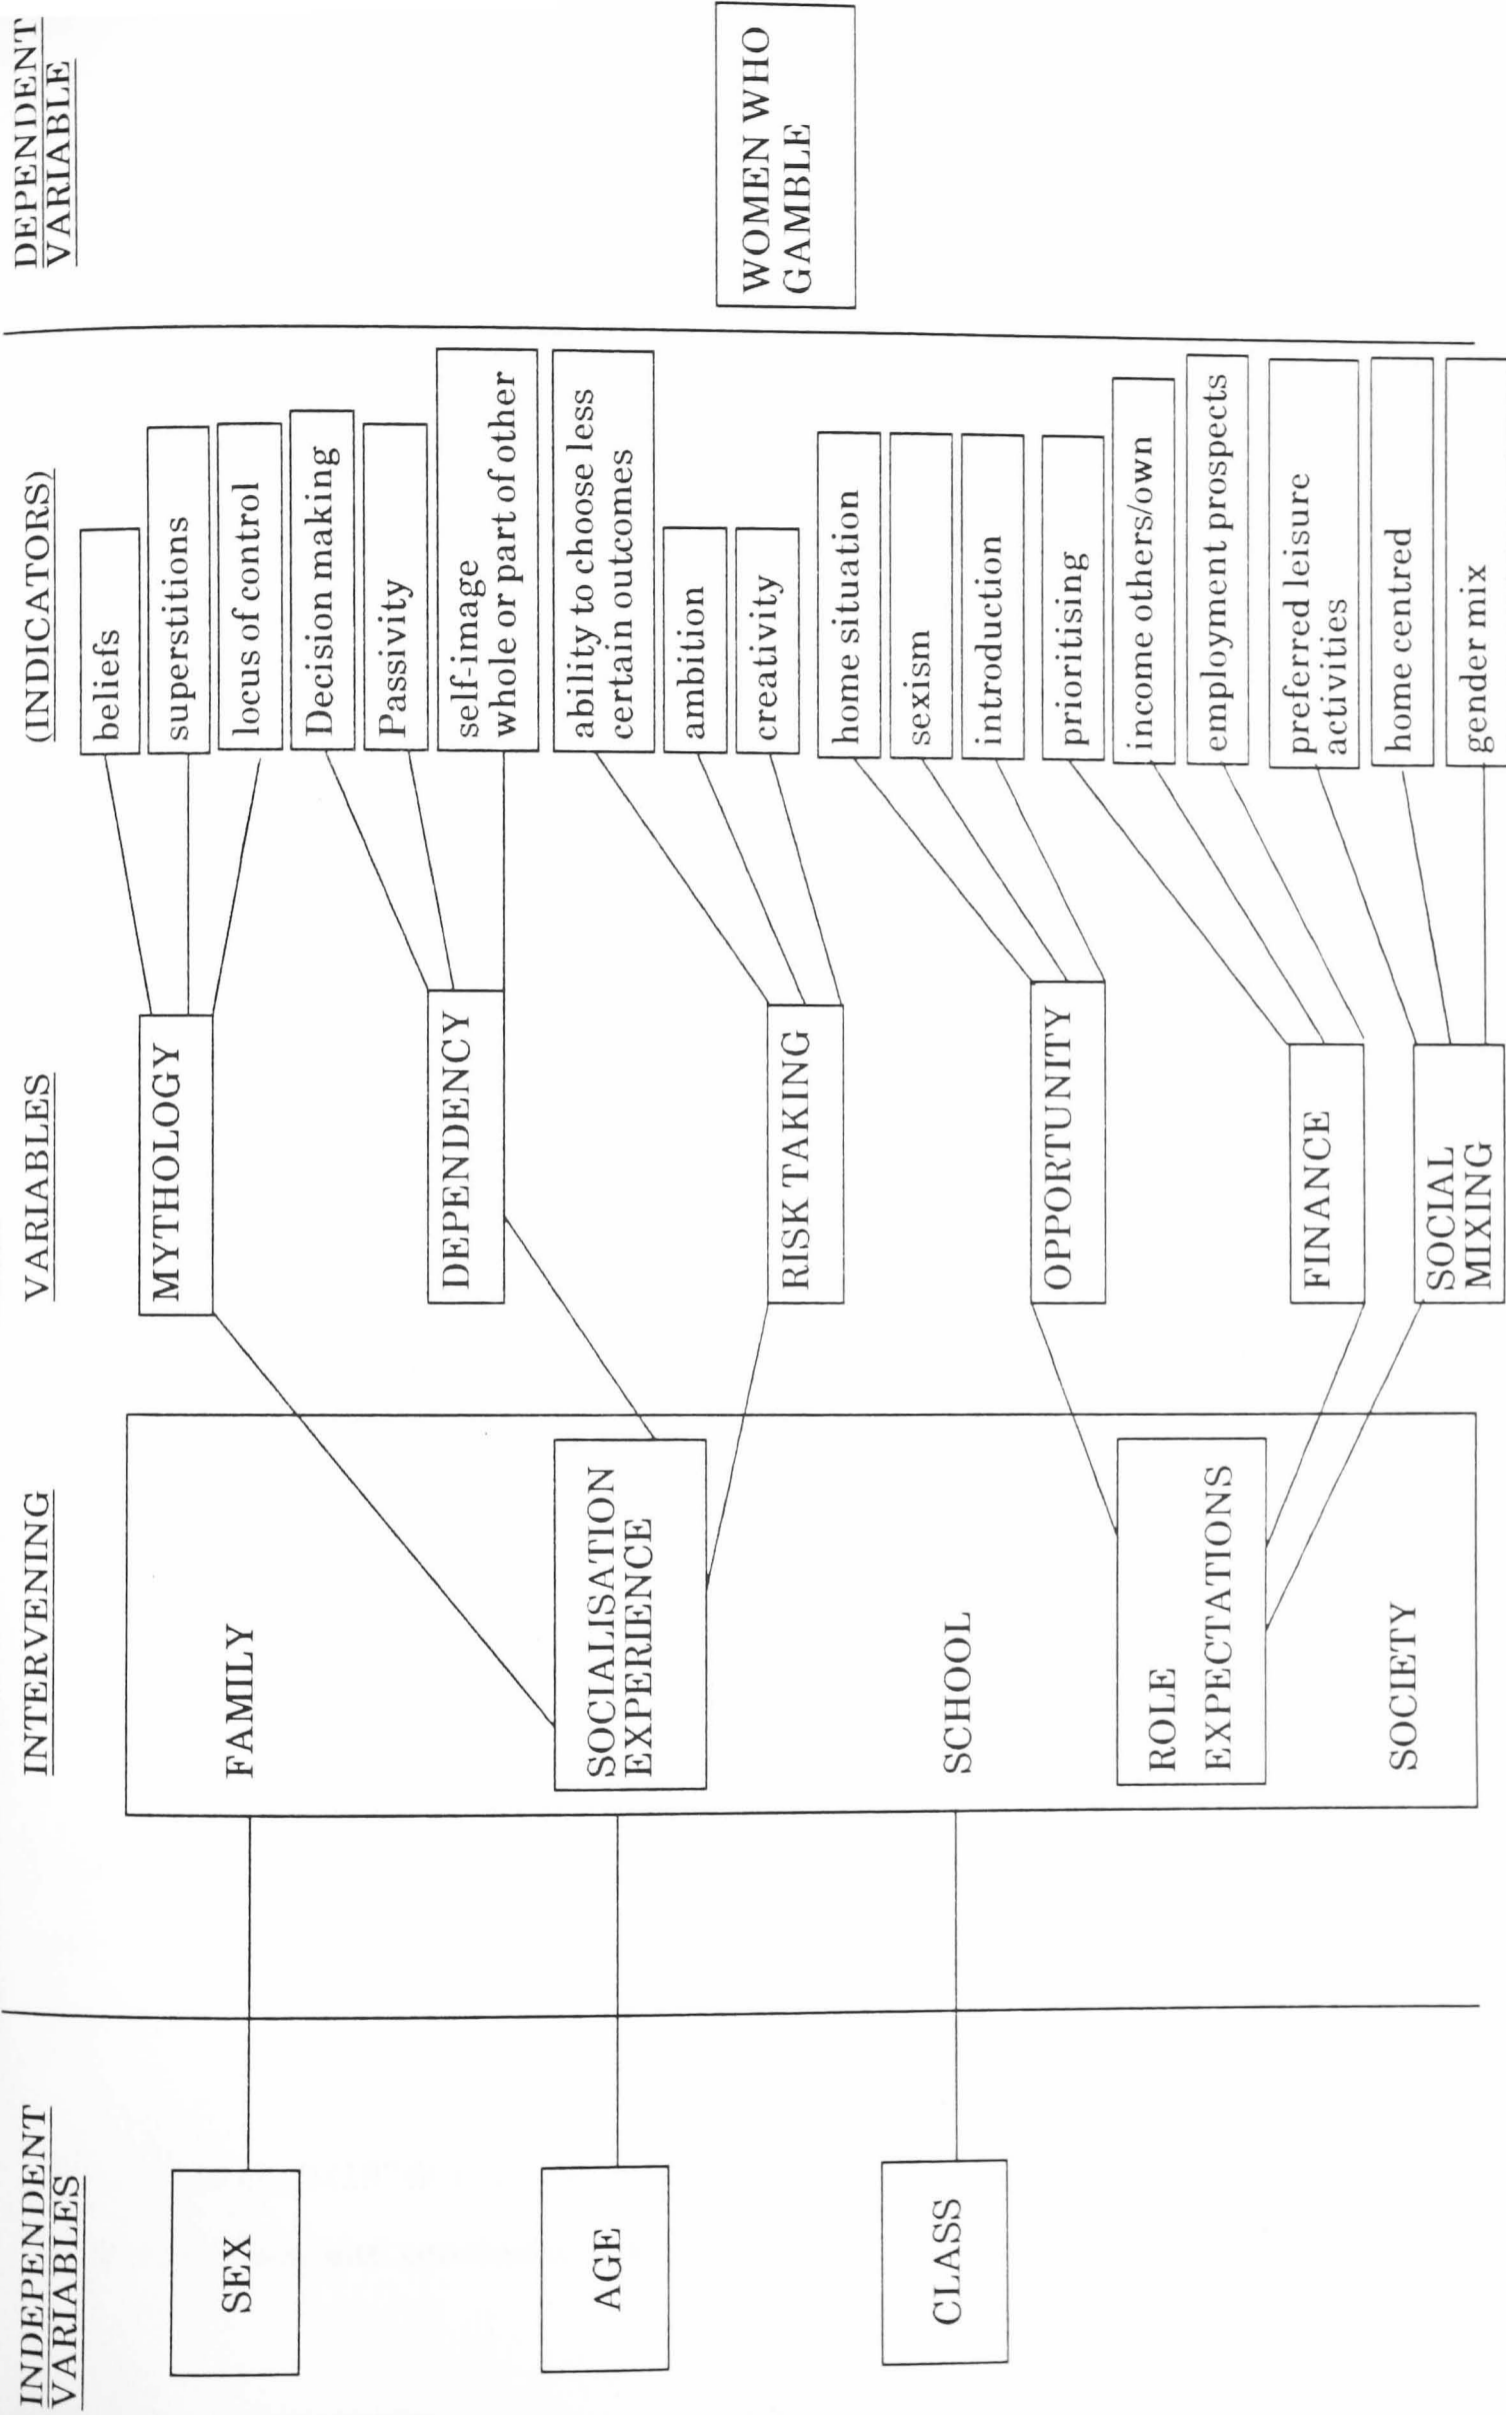 INDEPENDENT
VARIABLES
INTERVENING
VARIABLES
(INDICATORS)
DEPENDENT
VARIABLE
SEX
AGE
CLASS
FAMILY
SOCIALISATION
EXPERIENCE
SCHOOL
ROLE
EXPECTATIONS
SOCIETY
MYTHOLOGY
DEPENDENCY
RISK TAKING
OPPORTUNITY
FINANCE
SOCIAL
MIXING
beliefs
superstitions
locus of control
Decision making
Passivity
self-image
whole or part of other
ability to choose less
certain outcomes
ambition
creativity
home situation
sexism
introduction
prioritising
income others/own
employment prospects
preferred leisure
activities
home centred
gender mix
WOMEN WHO
GAMBLE